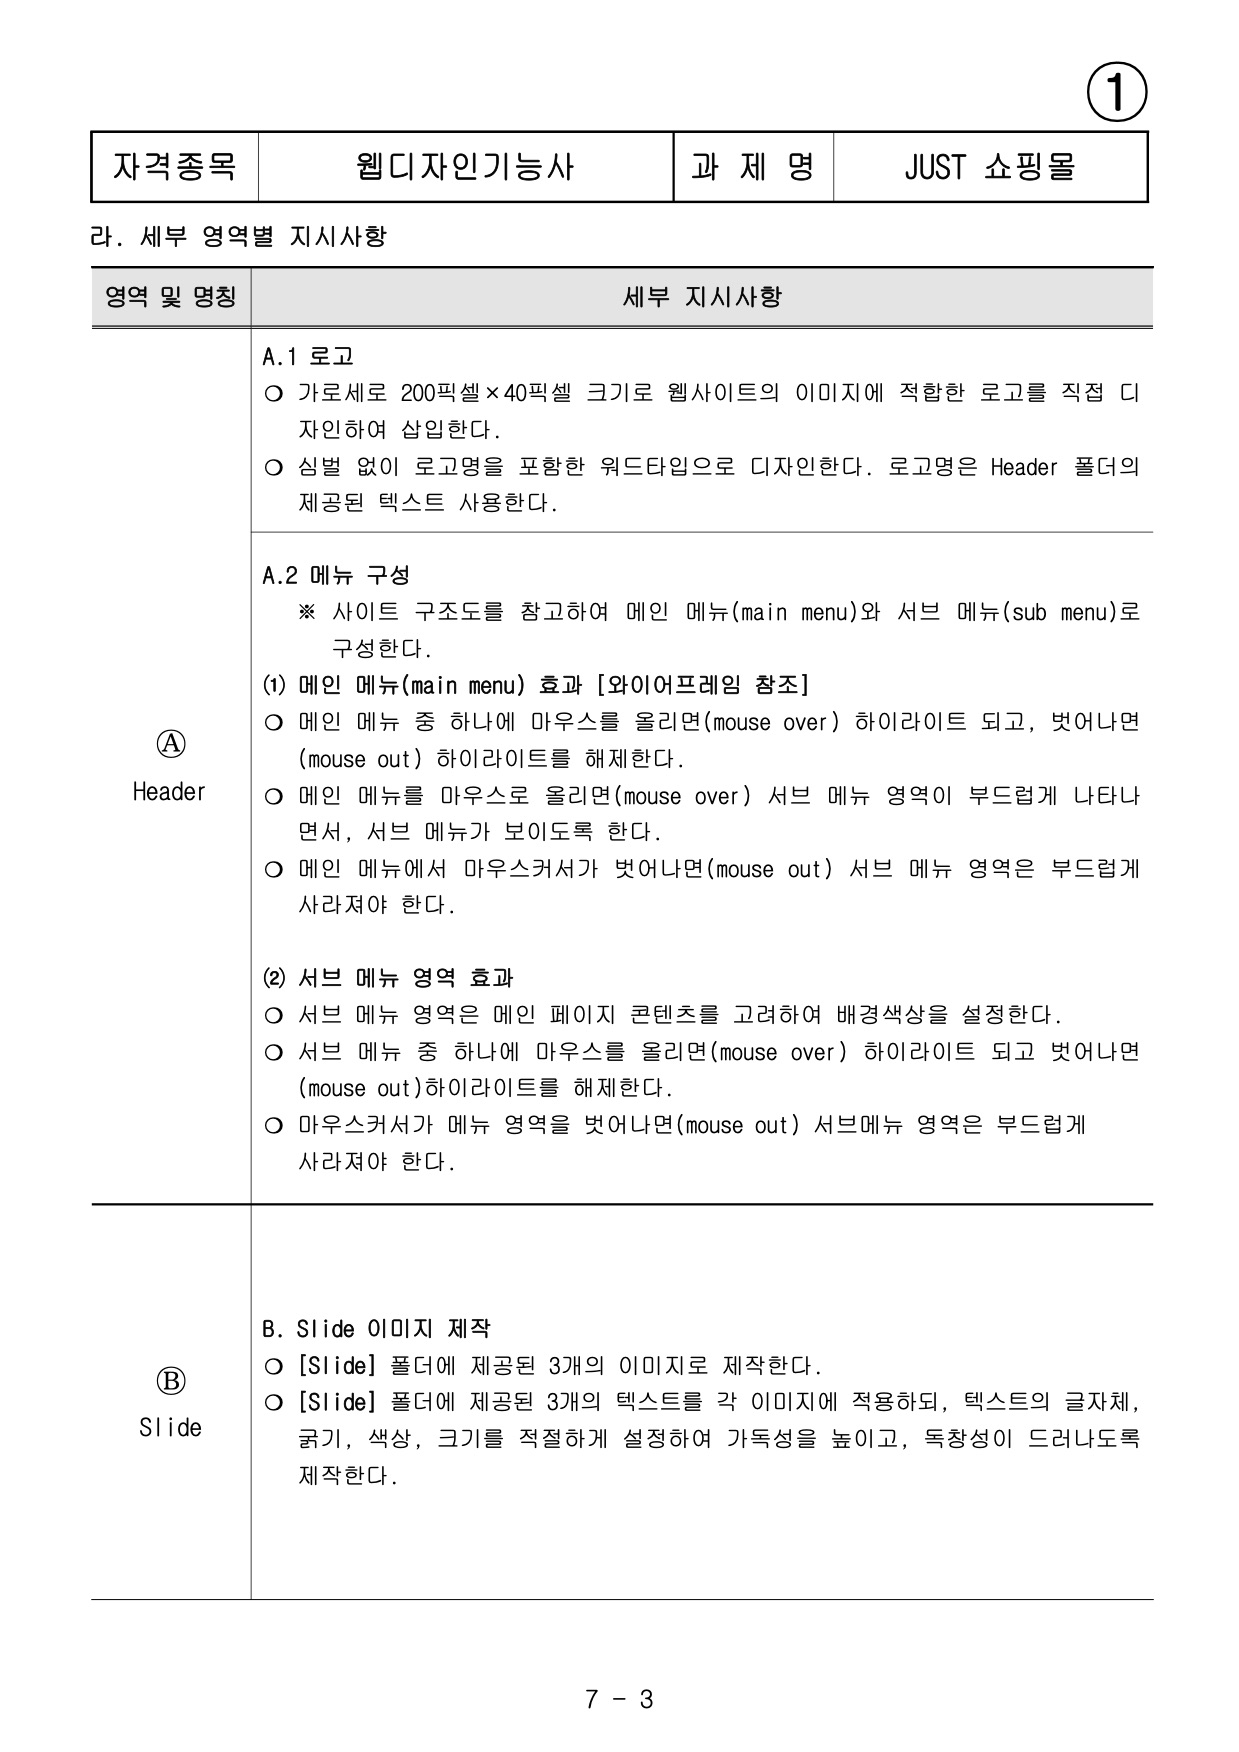 ①
자격종목 웹디자인기능사 과 제 명 JUST 쇼핑몰
라. 세부 영역별 지시사항
영역 및 명칭 세부 지시사항
A.1 로고
❍ 가로세로 200픽셀×40픽셀 크기로 웹사이트의 이미지에 적합한 로고를 직접 디
자인하여 삽입한다.
❍ 심벌 없이 로고명을 포함한 워드타입으로 디자인한다. 로고명은 Header 폴더의
제공된 텍스트 사용한다.
A.2 메뉴 구성
※ 사이트 구조도를 참고하여 메인 메뉴(main menu)와 서브 메뉴(sub menu)로
구성한다.
⑴ 메인 메뉴(main menu) 효과 [와이어프레임 참조]
❍ 메인 메뉴 중 하나에 마우스를 올리면(mouse over) 하이라이트 되고, 벗어나면
(mouse out) 하이라이트를 해제한다.
Ⓐ
Header
❍ 메인 메뉴를 마우스로 올리면(mouse over) 서브 메뉴 영역이 부드럽게 나타나
면서, 서브 메뉴가 보이도록 한다.
❍ 메인 메뉴에서 마우스커서가 벗어나면(mouse out) 서브 메뉴 영역은 부드럽게
사라져야 한다.
⑵ 서브 메뉴 영역 효과
❍ 서브 메뉴 영역은 메인 페이지 콘텐츠를 고려하여 배경색상을 설정한다.
❍ 서브 메뉴 중 하나에 마우스를 올리면(mouse over) 하이라이트 되고 벗어나면
(mouse out)하이라이트를 해제한다.
❍ 마우스커서가 메뉴 영역을 벗어나면(mouse out) 서브메뉴 영역은 부드럽게
사라져야 한다.
Ⓑ
Slide
B. Slide 이미지 제작
❍ [Slide] 폴더에 제공된 3개의 이미지로 제작한다.
❍ [Slide] 폴더에 제공된 3개의 텍스트를 각 이미지에 적용하되, 텍스트의 글자체,
굵기, 색상, 크기를 적절하게 설정하여 가독성을 높이고, 독창성이 드러나도록
제작한다.
7 - 3